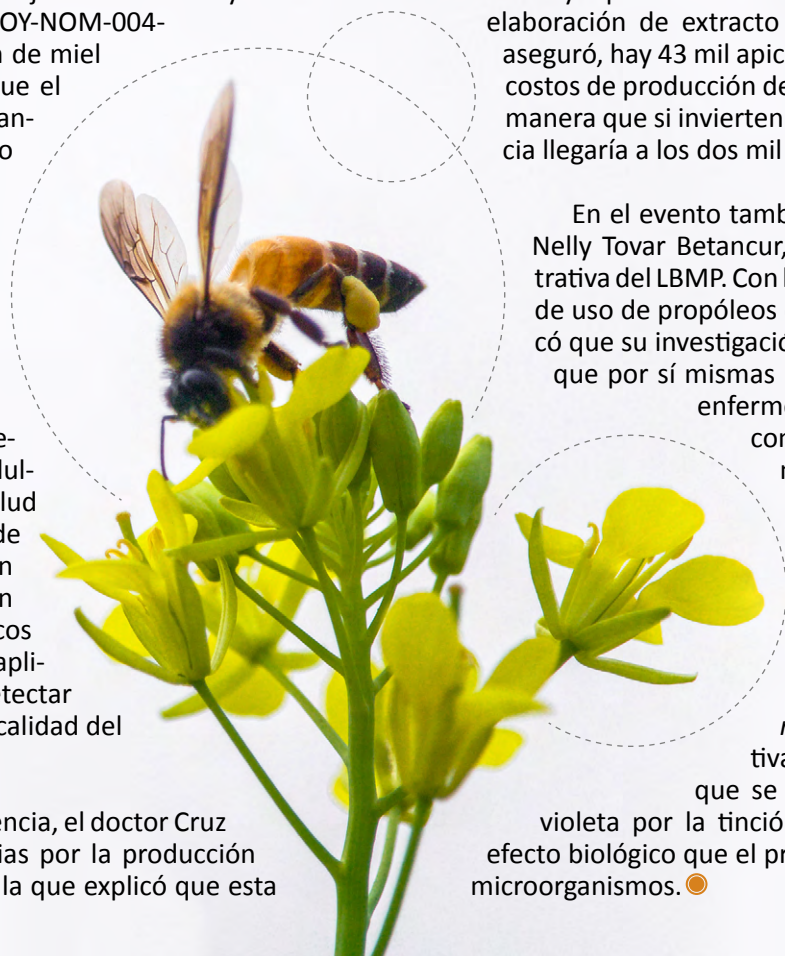 OY-NOM-004-
de miel
ue el
an-
o
e-
dul-
lud
de
n
n
cos
apli-
etectar
calidad del
encia, el doctor Cruz
ias por la producción
la que explicó que esta
elaboración de extracto
aseguró, hay 43 mil apic
costos de producción de
manera que si invierten
cia llegaría a los dos mil
En el evento tamb
Nelly Tovar Betancur,
trativa del LBMP. Con l
de uso de propóleos
có que su investigació
que por sí mismas
enferme
con
tiva
que se
violeta por la tinció
efecto biológico que el pr
microorganismos.